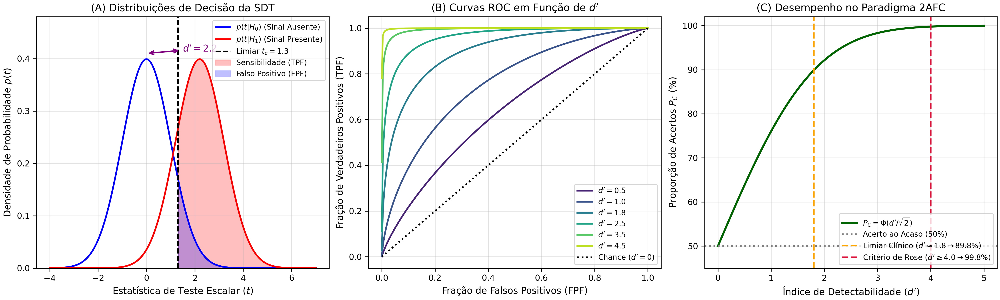 (A) Distribuições de Decisão da SDT
p(t|H₀) (Sinal Ausente)
p(t|H₁) (Sinal Presente)
Limiar t_c = 1.3
Sensibilidade (TPF)
Falso Positivo (FPF)
d′ = 2.2
Densidade de Probabilidade p(t)
0.4
0.3
0.2
0.1
0.0
−4
−2
0
2
4
6
Estatística de Teste Escalar (t)
(B) Curvas ROC em Função de d′
Fração de Verdadeiros Positivos (TPF)
1.0
0.8
0.6
0.4
0.2
0.0
d′ = 0.5
d′ = 1.0
d′ = 1.8
d′ = 2.5
d′ = 3.5
d′ = 4.5
Chance (d′ = 0)
0.0
0.2
0.4
0.6
0.8
1.0
Fração de Falsos Positivos (FPF)
(C) Desempenho no Paradigma 2AFC
Proporção de Acertos P_C (%)
100
90
80
70
60
50
P_C = Φ(d′/√2)
Acerto ao Acaso (50%)
Limiar Clínico (d′ ≈ 1.8 → 89.8%)
Critério de Rose (d′ ≥ 4.0 → 99.8%)
0
1
2
3
4
5
Índice de Detectabilidade (d′)